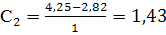 C₂ = (4,25−2,82)/1 = 1,43